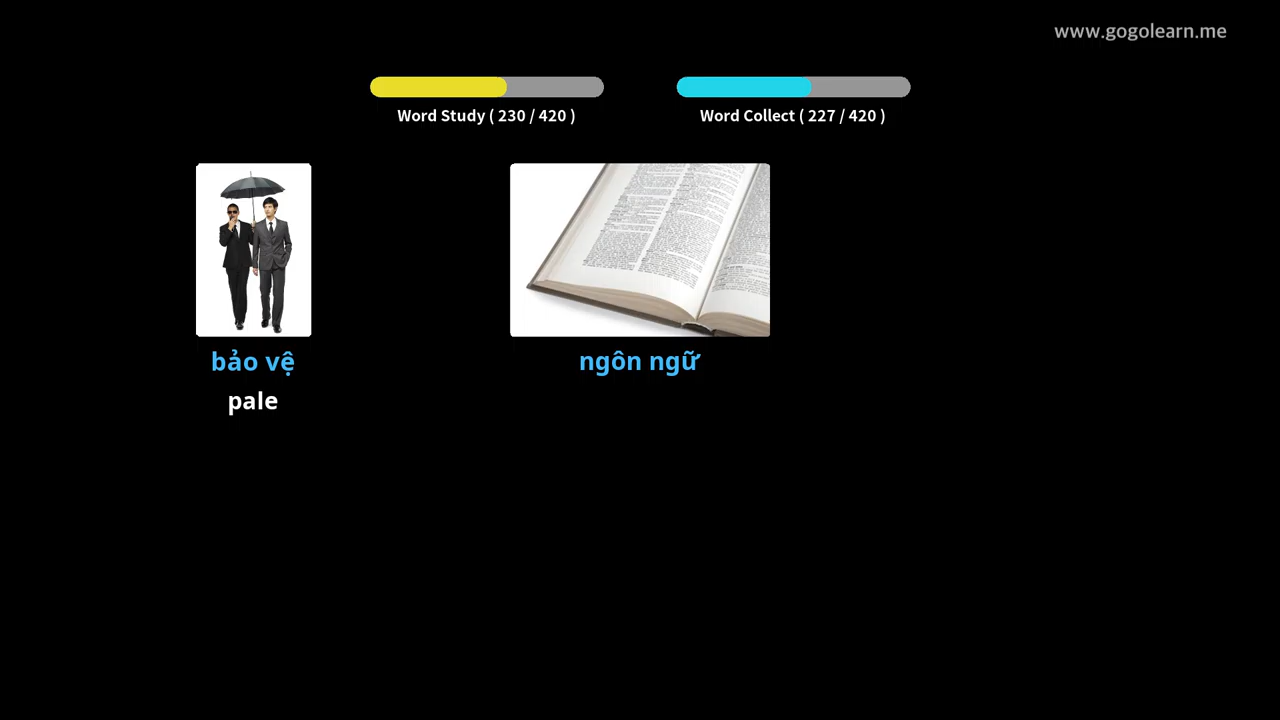 www.gogolearn.me
Word Study ( 230 / 420 )
Word Collect ( 227 / 420 )
bảo vệ
pale
ngôn ngữ